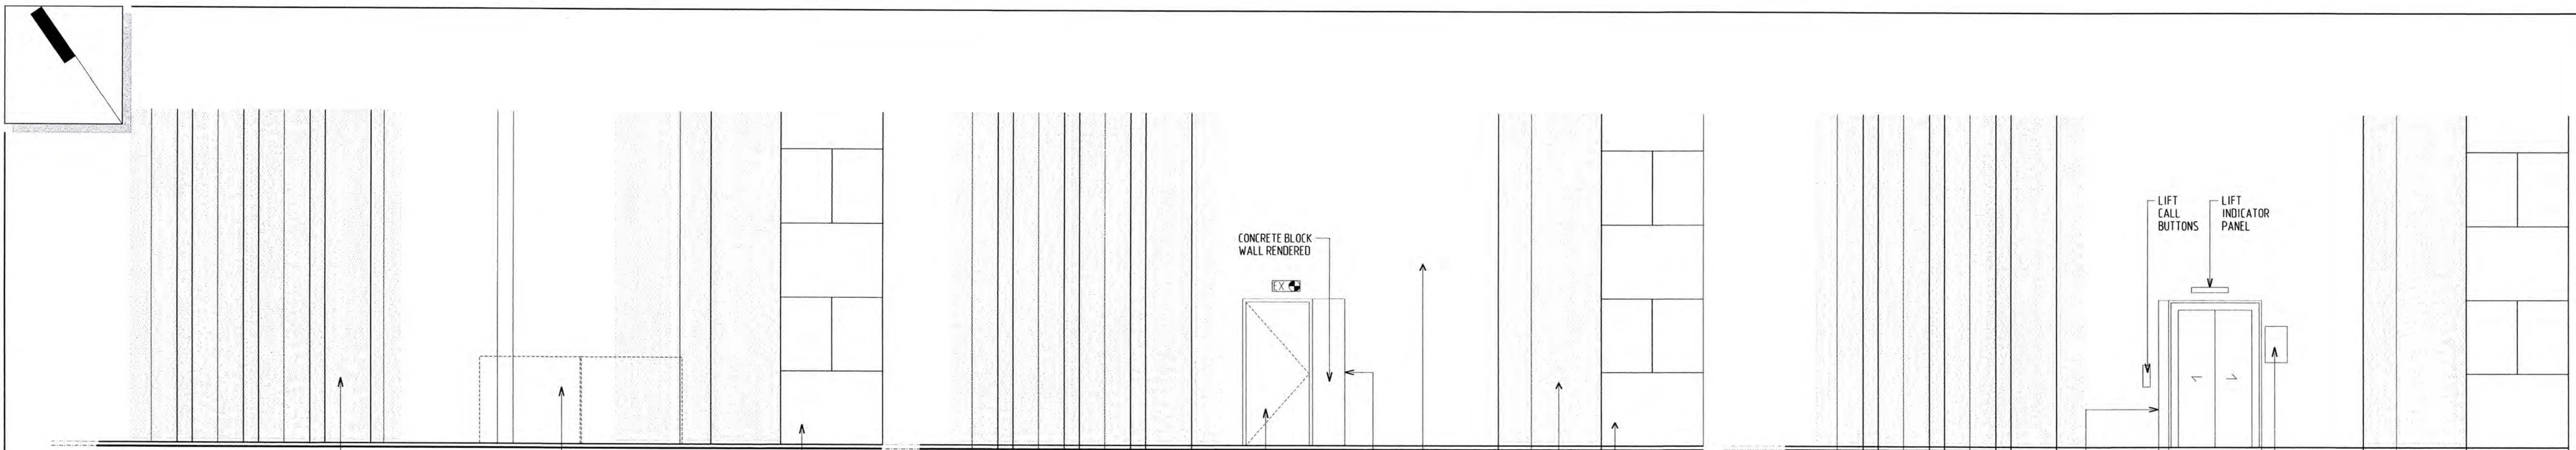 CONCRETE BLOCK
WALL RENDERED
EX
LIFT
CALL
BUTTONS
LIFT
INDICATOR
PANEL